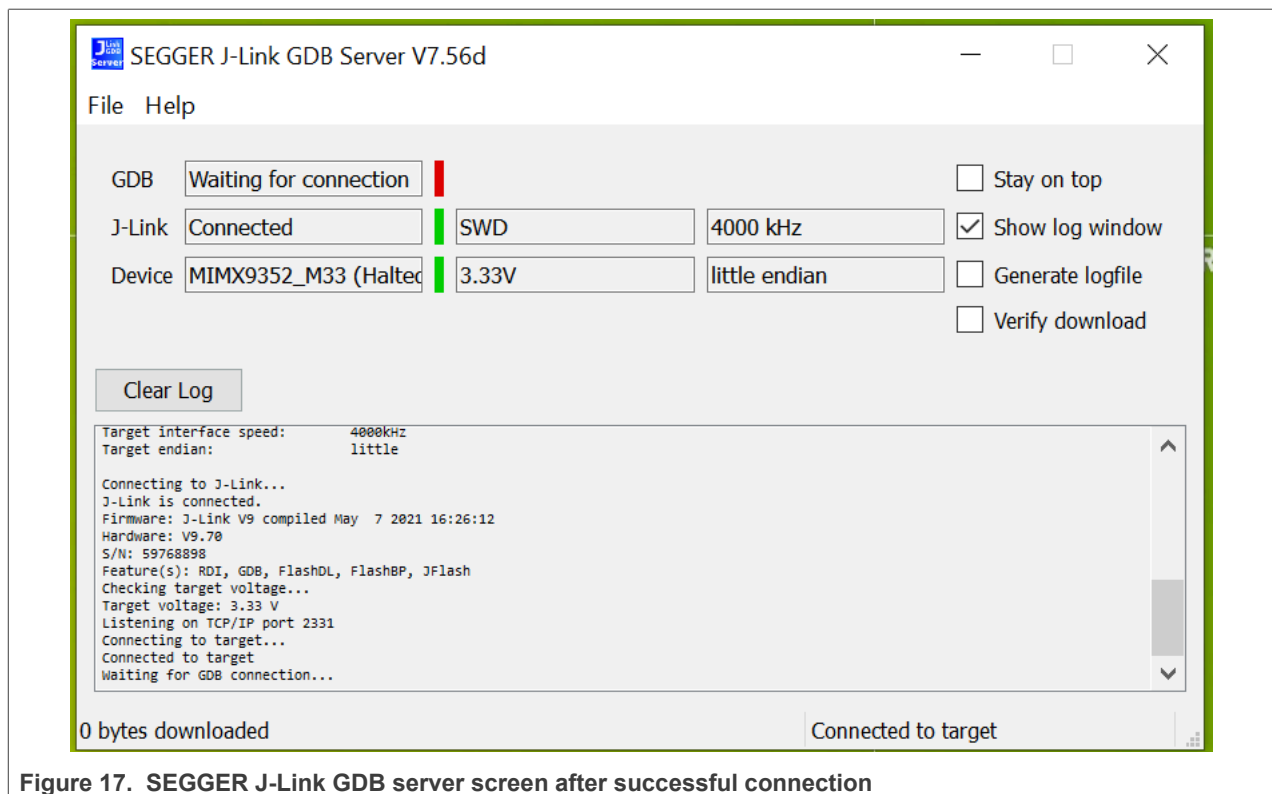 J-Link GDB Server
SEGGER J-Link GDB Server V7.56d
File Help
GDB Waiting for connection Stay on top
J-Link Connected SWD 4000 kHz Show log window
Device MIMX9352_M33 (Halted 3.33V little endian Generate logfile
Verify download
Clear Log
Target interface speed: 4000kHz
Target endian: little
Connecting to J-Link...
J-Link is connected.
Firmware: J-Link V9 compiled May 7 2021 16:26:12
Hardware: V9.70
S/N: 59768898
Feature(s): RDI, GDB, FlashDL, FlashBP, JFlash
Checking target voltage...
Target voltage: 3.33 V
Listening on TCP/IP port 2331
Connecting to target...
Connected to target
Waiting for GDB connection...
0 bytes downloaded Connected to target
Figure 17. SEGGER J-Link GDB server screen after successful connection